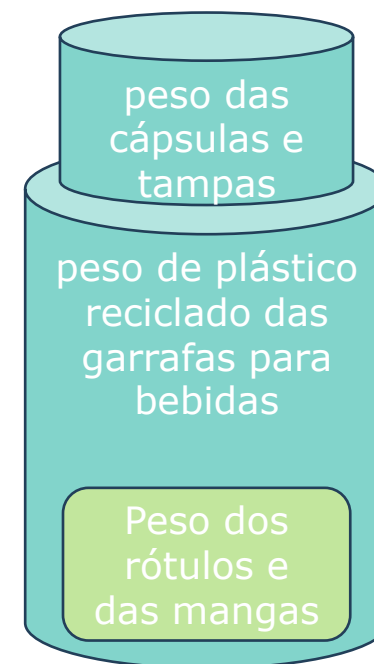 peso das
cápsulas e
tampas
peso de plástico
reciclado das
garrafas para
bebidas
Peso dos
rótulos e
das mangas